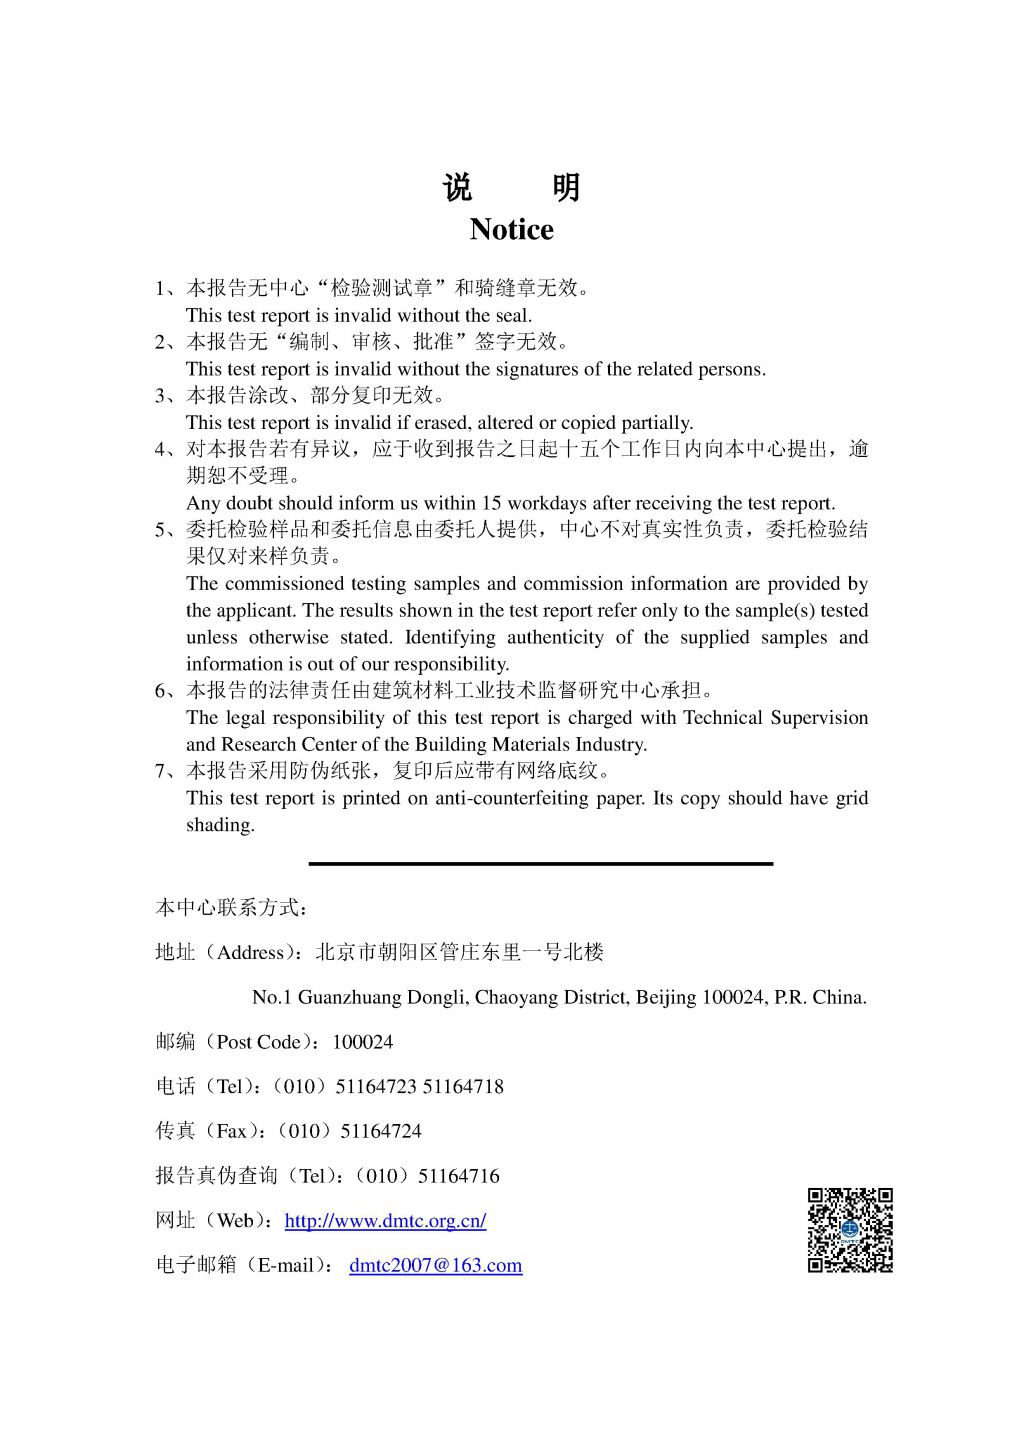 说 明
Notice
1、本报告无中心“检验测试章”和骑缝章无效。
This test report is invalid without the seal.
2、本报告无“编制、审核、批准”签字无效。
This test report is invalid without the signatures of the related persons.
3、本报告涂改、部分复印无效。
This test report is invalid if erased, altered or copied partially.
4、对本报告若有异议，应于收到报告之日起十五个工作日内向本中心提出，逾
期恕不受理。
Any doubt should inform us within 15 workdays after receiving the test report.
5、委托检验样品和委托信息由委托人提供，中心不对真实性负责，委托检验结
果仅对来样负责。
The commissioned testing samples and commission information are provided by
the applicant. The results shown in the test report refer only to the sample(s) tested
unless otherwise stated. Identifying authenticity of the supplied samples and
information is out of our responsibility.
6、本报告的法律责任由建筑材料工业技术监督研究中心承担。
The legal responsibility of this test report is charged with Technical Supervision
and Research Center of the Building Materials Industry.
7、本报告采用防伪纸张，复印后应带有网络底纹。
This test report is printed on anti-counterfeiting paper. Its copy should have grid
shading.
本中心联系方式：
地址（Address）：北京市朝阳区管庄东里一号北楼
No.1 Guanzhuang Dongli, Chaoyang District, Beijing 100024, P.R. China.
邮编（Post Code）：100024
电话（Tel）：（010）51164723 51164718
传真（Fax）：（010）51164724
报告真伪查询（Tel）：（010）51164716
网址（Web）：http://www.dmtc.org.cn/
电子邮箱（E-mail）： dmtc2007@163.com
DMTC